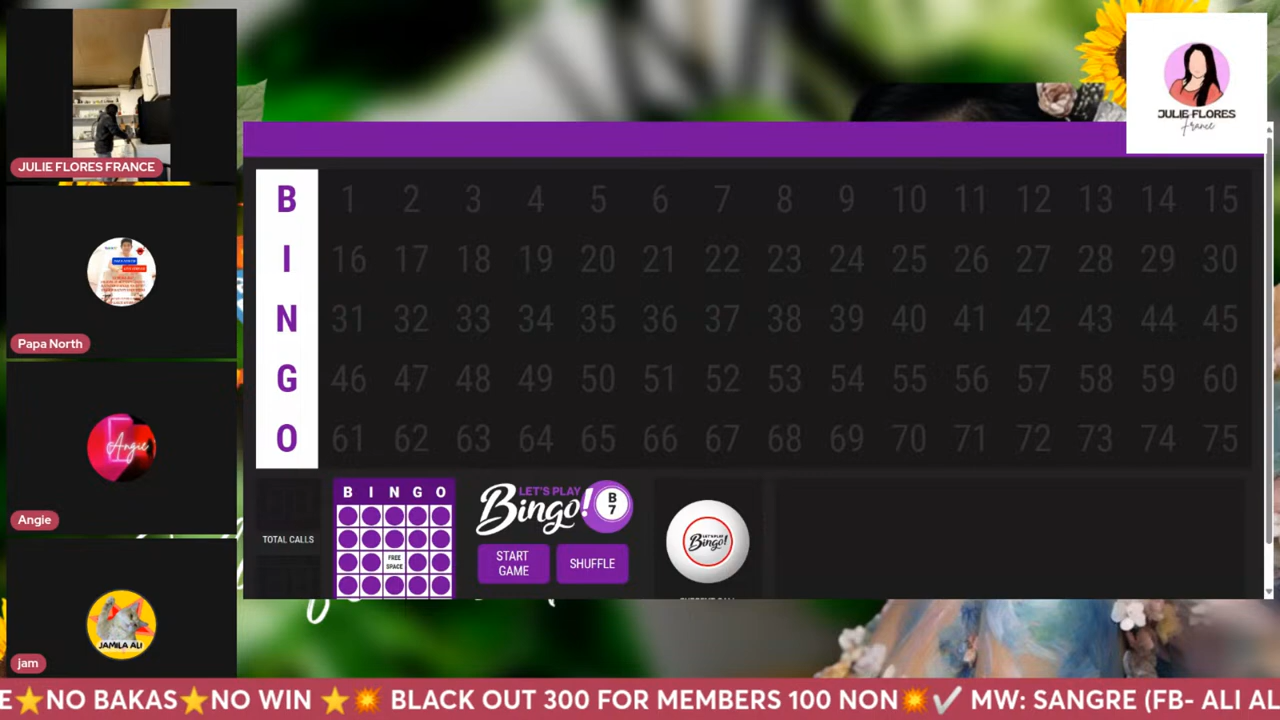 JULIE FLORES FRANCE
Papa North
Angie
Angie
JAMILA ALI
jam
JULIE FLORES
France
B 1 2 3 4 5 6 7 8 9 10 11 12 13 14 15
I 16 17 18 19 20 21 22 23 24 25 26 27 28 29 30
N 31 32 33 34 35 36 37 38 39 40 41 42 43 44 45
G 46 47 48 49 50 51 52 53 54 55 56 57 58 59 60
O 61 62 63 64 65 66 67 68 69 70 71 72 73 74 75
TOTAL CALLS
B I N G O
FREE
SPACE
LET'S PLAY
Bingo!
B
7
START
GAME
SHUFFLE
LET'S PLAY
Bingo!
E⭐NO BAKAS⭐NO WIN ⭐💥 BLACK OUT 300 FOR MEMBERS 100 NON💥✔ MW: SANGRE (FB- ALI AL